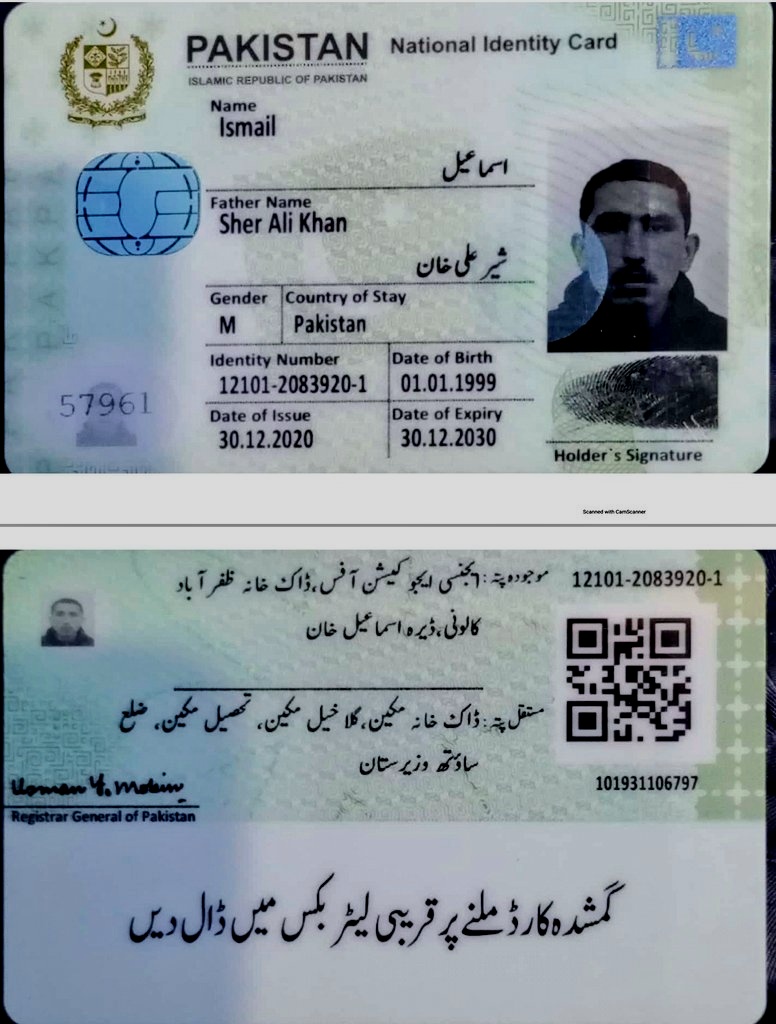 PAKISTAN National Identity Card
ISLAMIC REPUBLIC OF PAKISTAN
Name
Ismail
اسماعیل
Father Name
Sher Ali Khan
شیر علی خان
Gender Country of Stay
M Pakistan
Identity Number Date of Birth
12101-2083920-1 01.01.1999
Date of Issue Date of Expiry
30.12.2020 30.12.2030
57961
Holder's Signature
Scanned with CamScanner
موجودہ پتہ: ایجنسی ایجوکیشن آفس، ڈاک خانہ ظفر آباد
کالونی، ڈیرہ اسماعیل خان
12101-2083920-1
مستقل پتہ: ڈاک خانہ مکین، گلا خیل مکین، تحصیل مکین، ضلع
ساؤتھ وزیرستان
101931106797
Usman Y. Mobin
Registrar General of Pakistan
گمشدہ کارڈ ملنے پر قریبی لیٹر بکس میں ڈال دیں